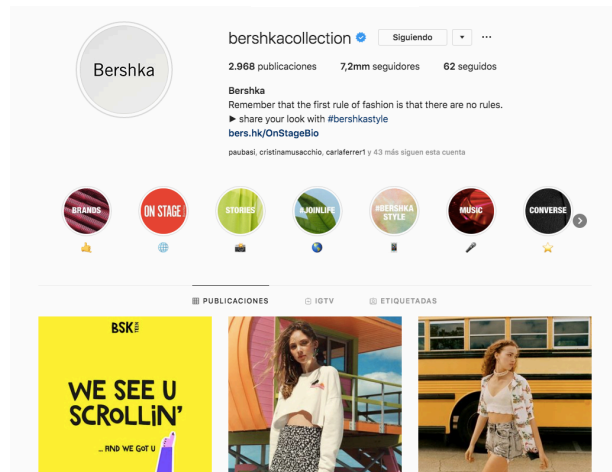 Bershka
bershkacollection Siguiendo
2.968 publicaciones 7,2mm seguidores 62 seguidos
Bershka
Remember that the first rule of fashion is that there are no rules.
▶ share your look with #bershkastyle
bers.hk/OnStageBio
paubasi, cristinamusacchio, carlaferrer1 y 43 más siguen esta cuenta
BRANDS
ON STAGE!
STORIES
#JOINLIFE
#BERSHKA
STYLE
MUSIC
CONVERSE
PUBLICACIONES IGTV ETIQUETADAS
BSK
WE SEE U
SCROLLiN'
... AND WE GOT U